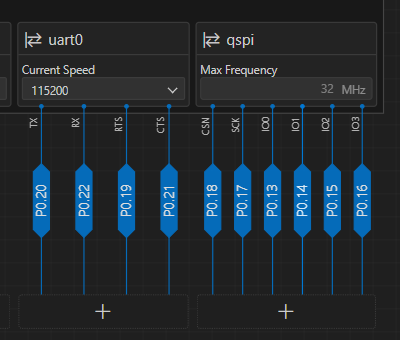 uart0
qspi
Current Speed
Max Frequency
115200
32 MHz
TX
RX
RTS
CTS
CSN
SCK
IO0
IO1
IO2
IO3
P0.20
P0.22
P0.19
P0.21
P0.18
P0.17
P0.13
P0.14
P0.15
P0.16
+
+